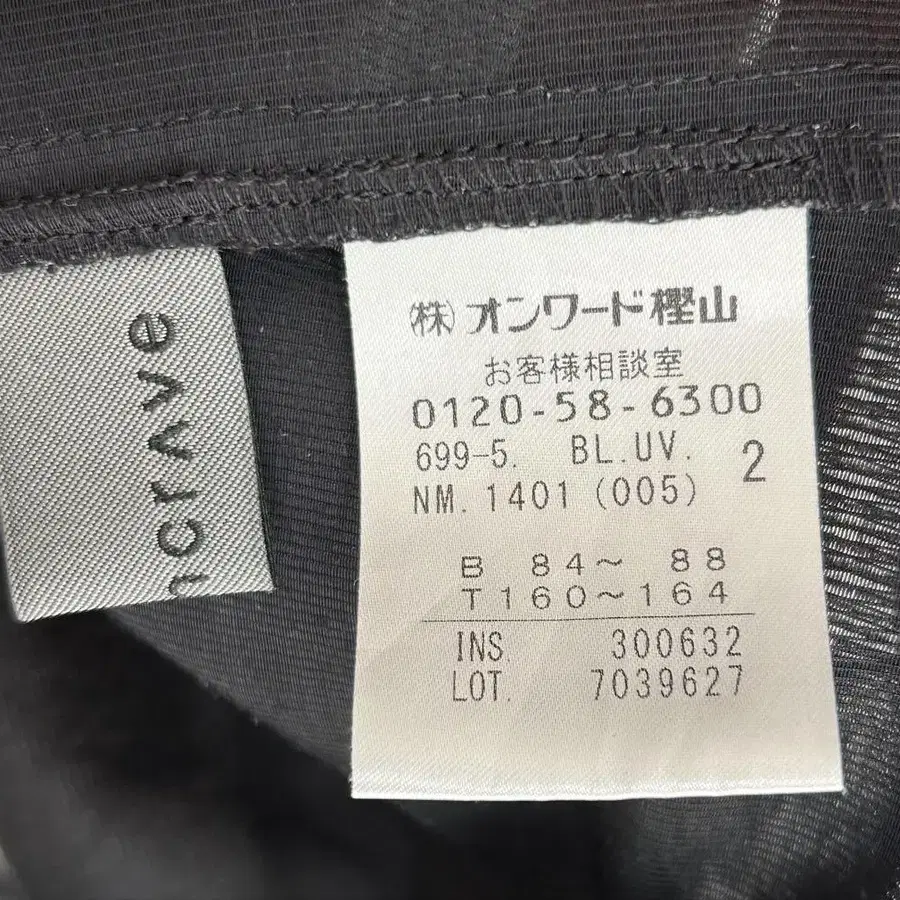 ㈱オンワード樫山
お客様相談室
0120-58-6300
699-5. BL.UV. 2
NM.1401(005)
B 84～ 88
T160～164
INS. 300632
LOT. 7039627